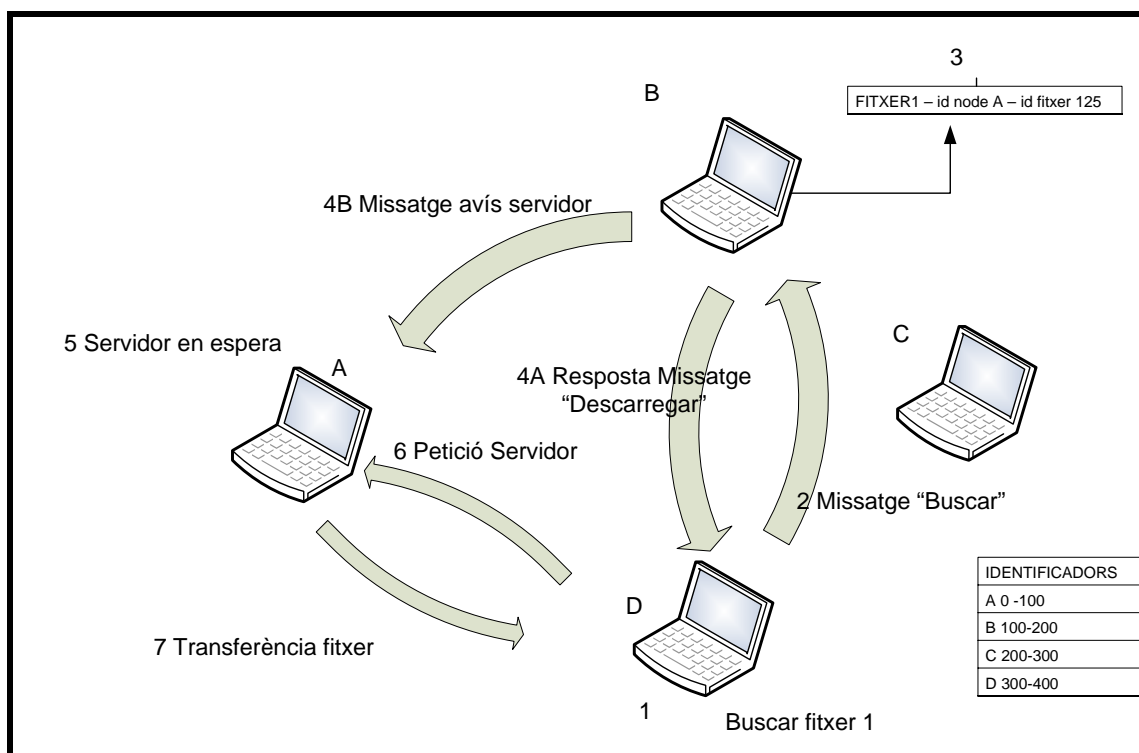 3
B
FITXER1 – id node A – id fitxer 125
4B Missatge avís servidor
5 Servidor en espera
A
C
4A Resposta Missatge
“Descarregar”
6 Petició Servidor
2 Missatge “Buscar”
D
7 Transferència fitxer
1
Buscar fitxer 1
IDENTIFICADORS
A 0 -100
B 100-200
C 200-300
D 300-400